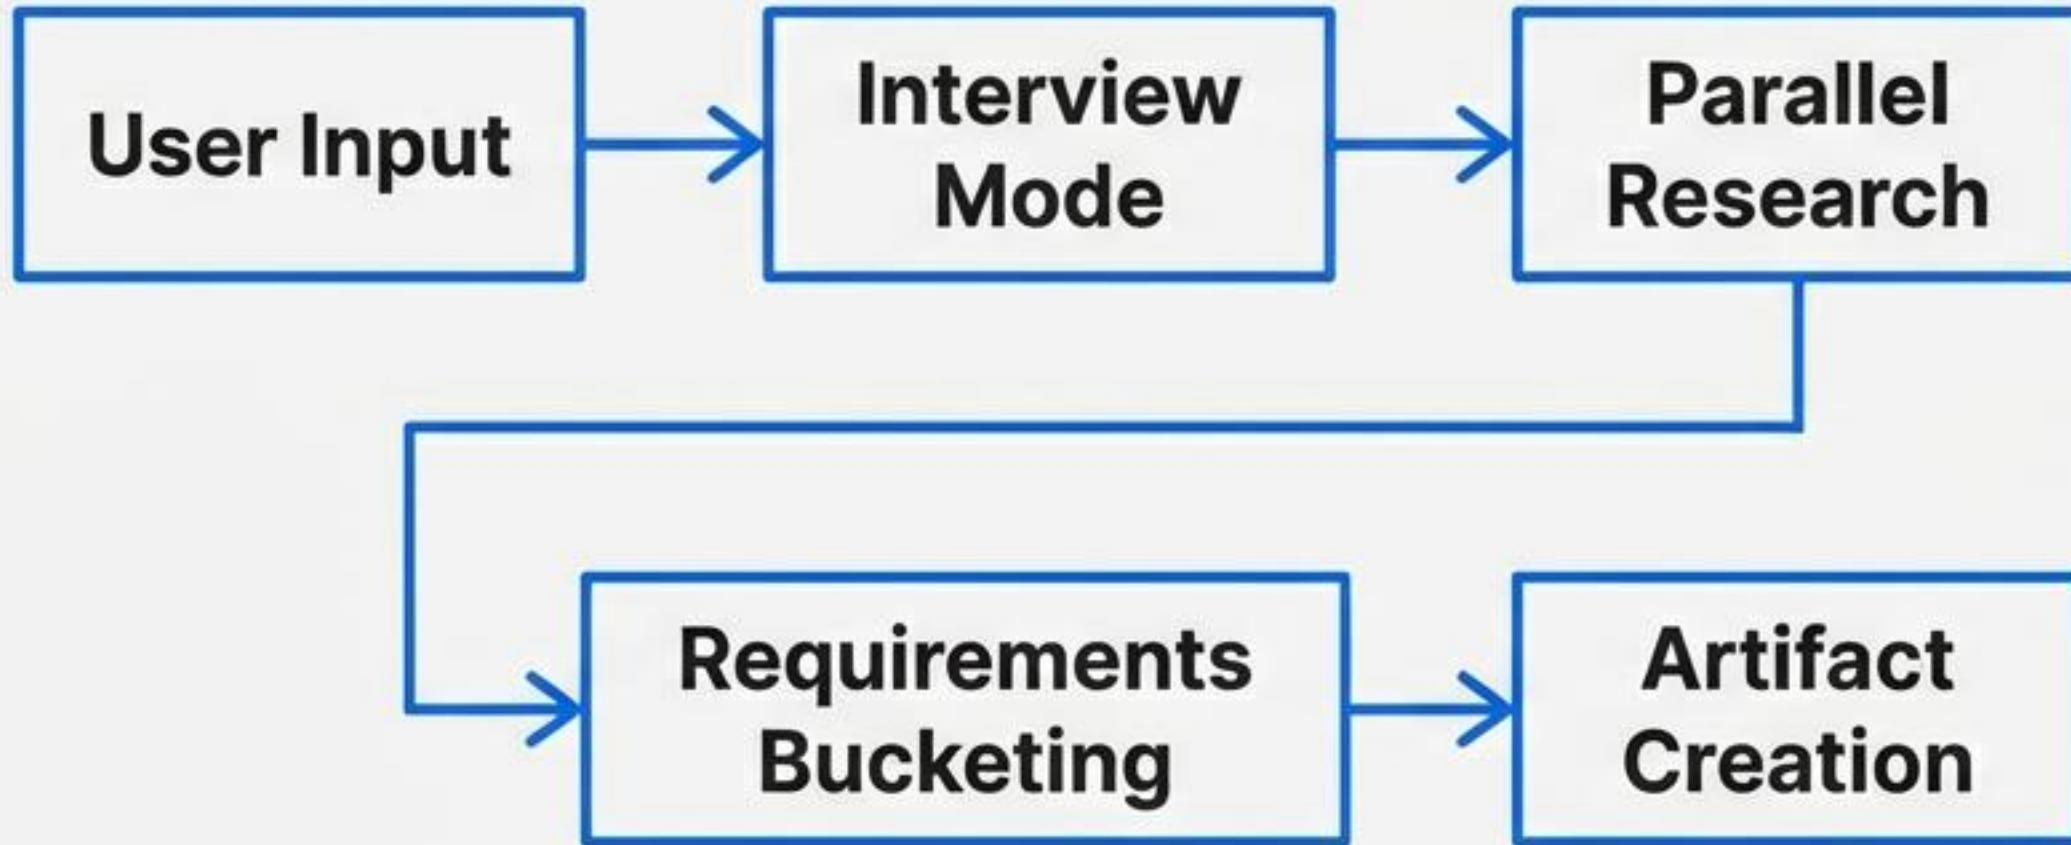 User Input
Interview
Mode
Parallel
Research
Requirements
Bucketing
Artifact
Creation